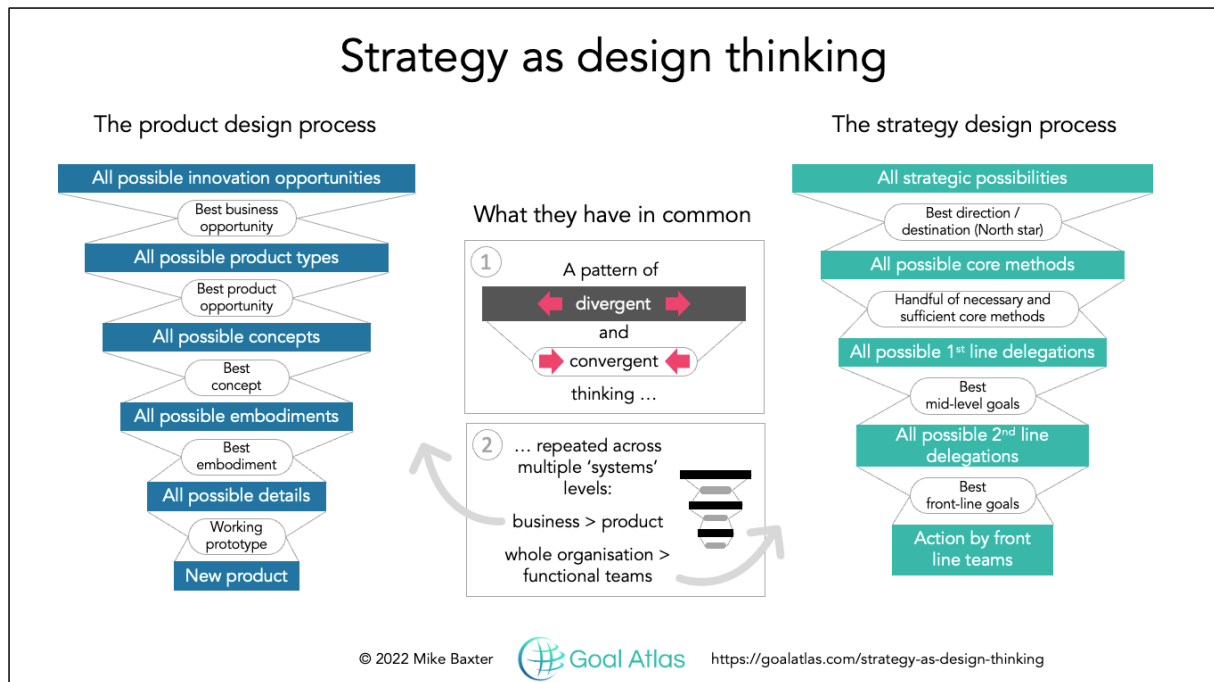 Strategy as design thinking
The product design process
All possible innovation opportunities
Best business
opportunity
All possible product types
Best product
opportunity
All possible concepts
Best
concept
All possible embodiments
Best
embodiment
All possible details
Working
prototype
New product
What they have in common
1
A pattern of
divergent
and
convergent
thinking ...
2
... repeated across
multiple ‘systems’
levels:
business > product
whole organisation >
functional teams
The strategy design process
All strategic possibilities
Best direction /
destination (North star)
All possible core methods
Handful of necessary and
sufficient core methods
All possible 1st line delegations
Best
mid-level goals
All possible 2nd line
delegations
Best
front-line goals
Action by front
line teams
© 2022 Mike Baxter
Goal Atlas
https://goalatlas.com/strategy-as-design-thinking